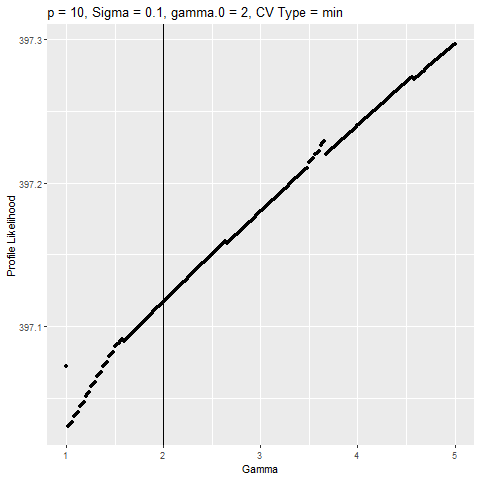 p = 10, Sigma = 0.1, gamma.0 = 2, CV Type = min
397.3
397.2
397.1
Profile Likelihood
1 2 3 4 5
Gamma